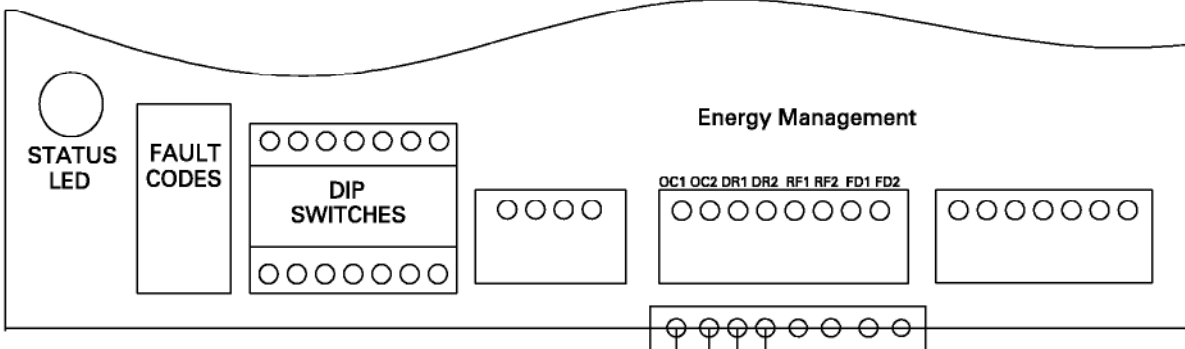 Energy Management
STATUS
LED
FAULT
CODES
DIP
SWITCHES
OC1 OC2 DR1 DR2 RF1 RF2 FD1 FD2